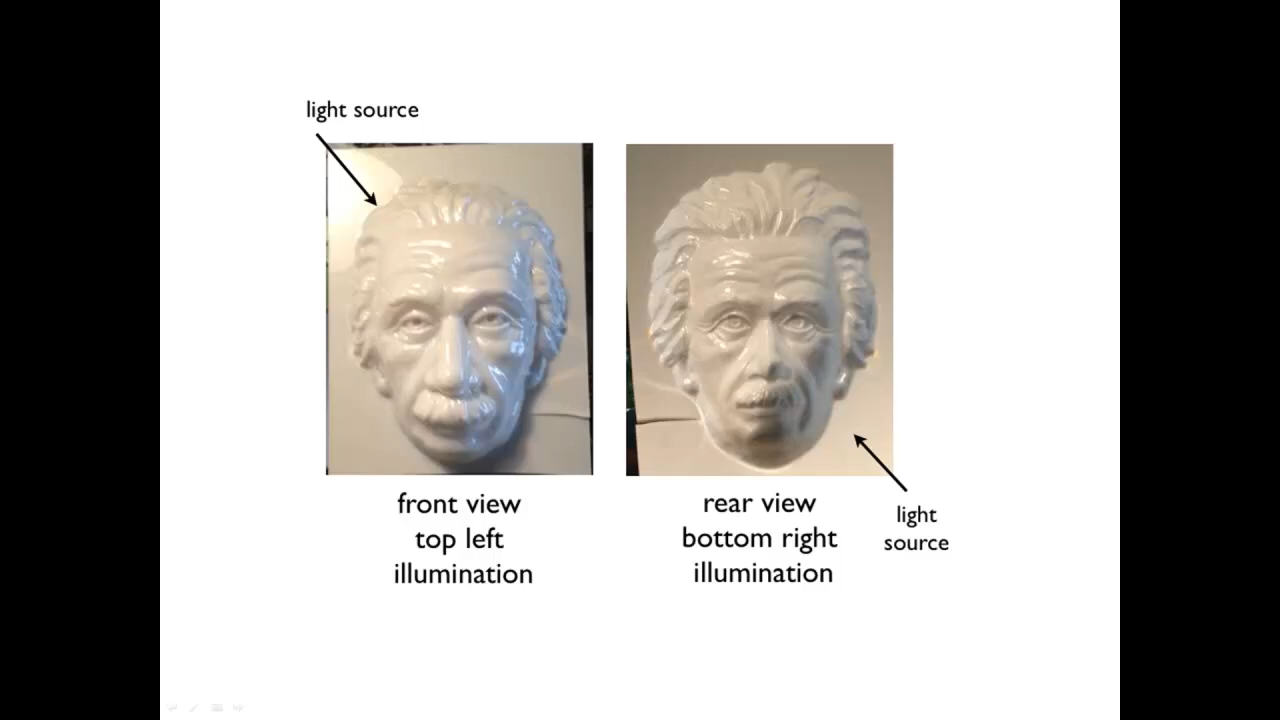 light source
front view
top left
illumination
rear view
bottom right
illumination
light
source